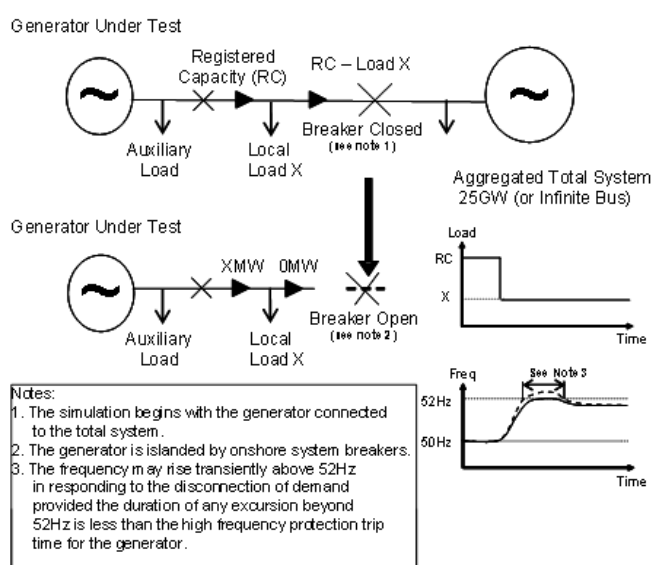 Generator Under Test
Registered
Capacity (RC)
RC – Load X
~
~
Auxiliary
Load
Local
Load X
Breaker Closed
(see note 1)
Aggregated Total System
25GW (or Infinite Bus)
Generator Under Test
~
XMW
0MW
Auxiliary
Load
Local
Load X
Breaker Open
(see note 2)
Load
RC
X
Time
Freq
See Note 3
52Hz
50Hz
Time
Notes:
1. The simulation begins with the generator connected
to the total system.
2. The generator is islanded by onshore system breakers.
3. The frequency may rise transiently above 52Hz
in responding to the disconnection of demand
provided the duration of any excursion beyond
52Hz is less than the high frequency protection trip
time for the generator.